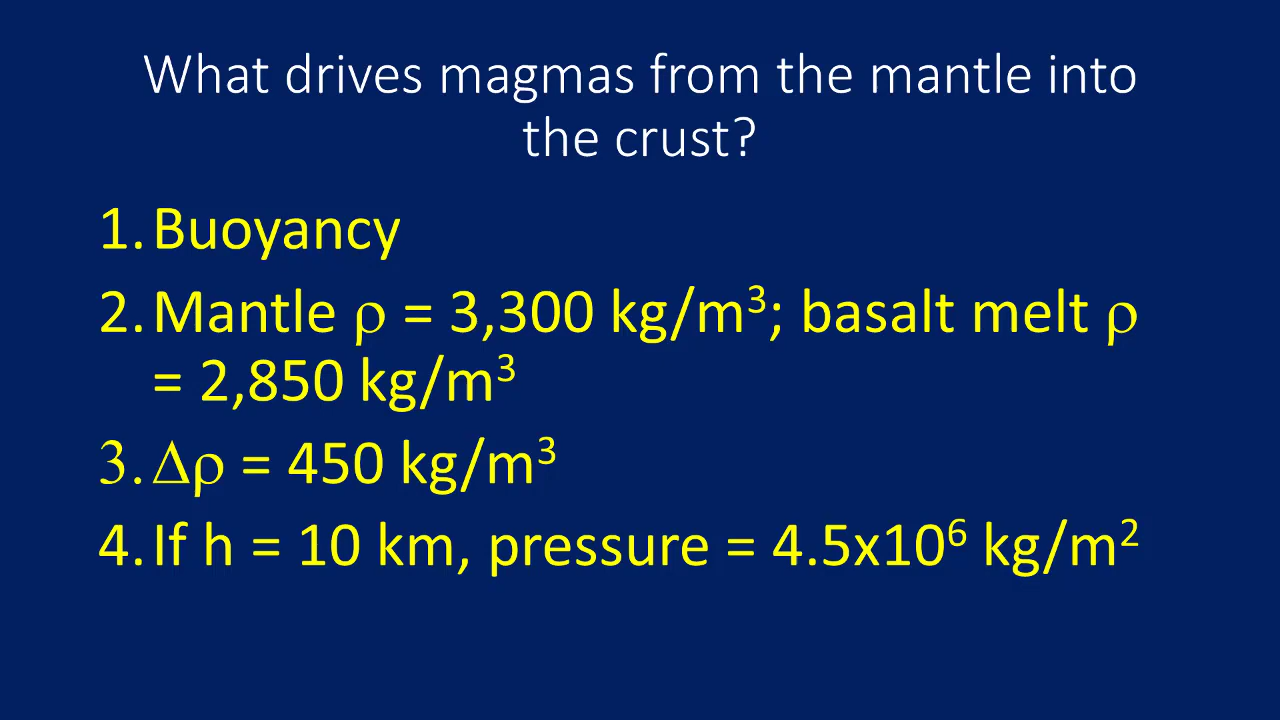 What drives magmas from the mantle into
the crust?
1. Buoyancy
2. Mantle ρ = 3,300 kg/m³; basalt melt ρ
= 2,850 kg/m³
3. Δρ = 450 kg/m³
4. If h = 10 km, pressure = 4.5x10⁶ kg/m²